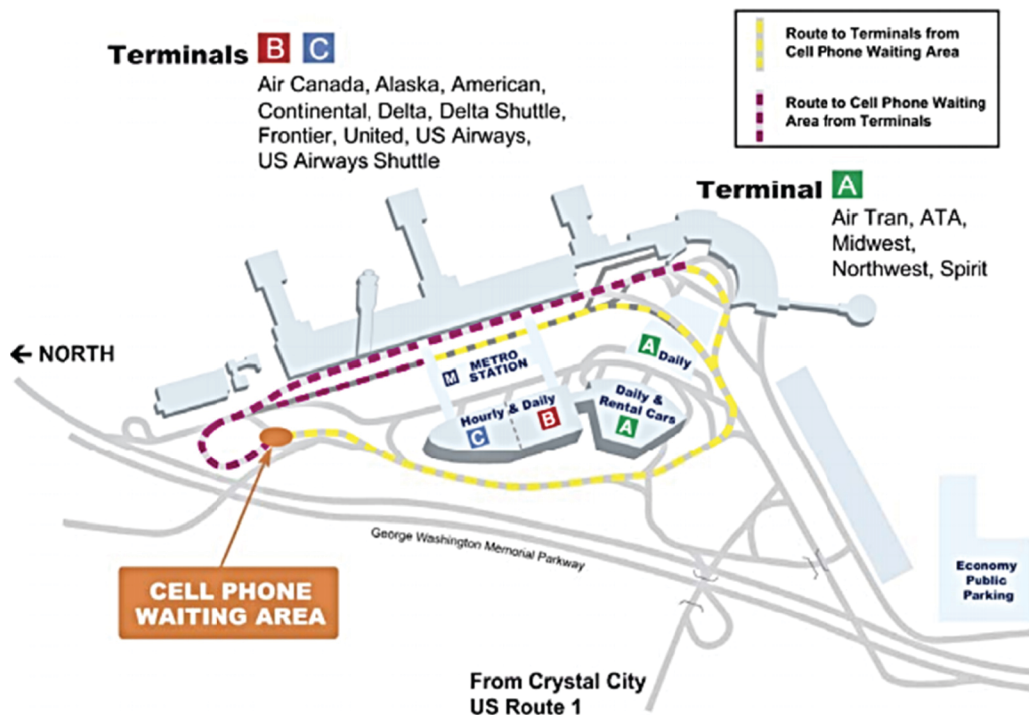 Terminals B C
Air Canada, Alaska, American,
Continental, Delta, Delta Shuttle,
Frontier, United, US Airways,
US Airways Shuttle
Route to Terminals from
Cell Phone Waiting Area
Route to Cell Phone Waiting
Area from Terminals
Terminal A
Air Tran, ATA,
Midwest,
Northwest, Spirit
← NORTH
M METRO
STATION
A Daily
Hourly & Daily
C B
Daily &
Rental Cars
A
George Washington Memorial Parkway
CELL PHONE
WAITING AREA
Economy
Public
Parking
From Crystal City
US Route 1